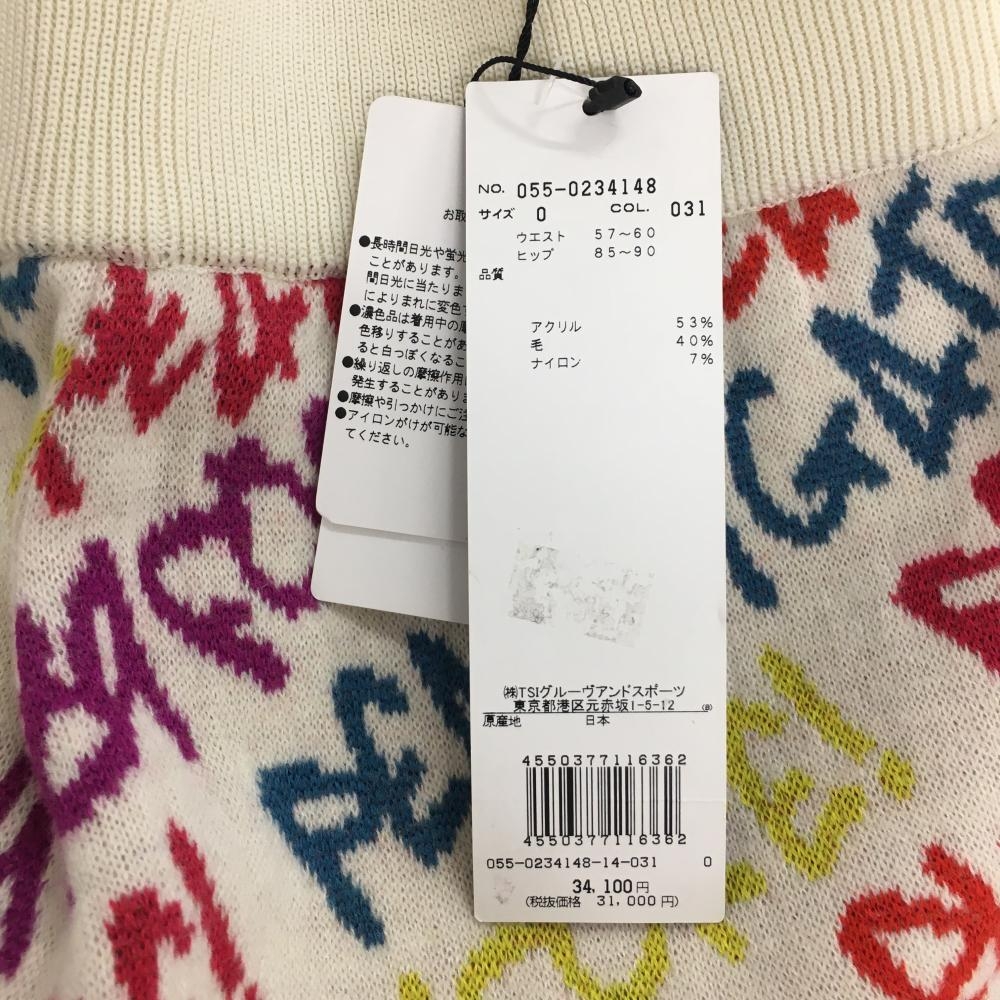 NO. 055-0234148
サイズ 0 COL. 031
ウエスト 57〜60
ヒップ 85〜90
品質
アクリル 53%
毛 40%
ナイロン 7%
㈱TSIグルーヴアンドスポーツ
東京都港区元赤坂1-5-12
原産地 日本
4550377116362
4550377116362
055-0234148-14-031 0
34,100円
(税抜価格 31,000円)
お取
●長時間日光や蛍光
ことがあります。
間日光に当たりま
によりまれに変色
●濃色品は着用中の
色移りすることがあ
ると白っぽくなるこ
●繰り返しの摩擦作用
発生することがあり
●摩擦や引っかけにご注
●アイロンがけが可能な
てください。